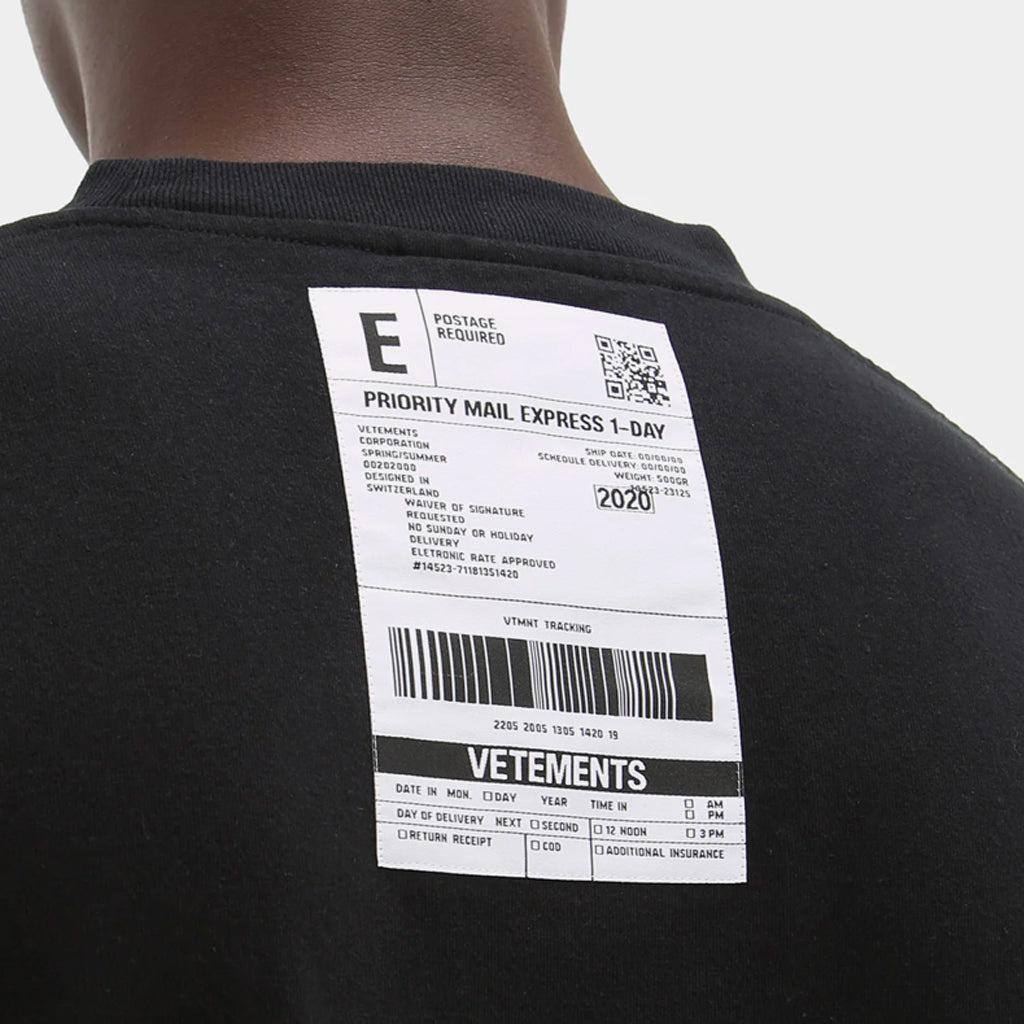 E
POSTAGE
REQUIRED
PRIORITY MAIL EXPRESS 1-DAY
VETEMENTS
CORPORATION
SPRING/SUMMER
00202000
DESIGNED IN
SWITZERLAND
SHIP DATE: 00/00/00
SCHEDULE DELIVERY: 00/00/00
WEIGHT: 500GR
14523-23125
2020
WAIVER OF SIGNATURE
REQUESTED
NO SUNDAY OR HOLIDAY
DELIVERY
ELETRONIC RATE APPROVED
#14523-71181351420
VTMNT TRACKING
2205 2005 1305 1420 19
VETEMENTS
DATE IN MON. ☐ DAY YEAR TIME IN ☐ AM
☐ PM
DAY OF DELIVERY NEXT ☐ SECOND ☐ 12 NOON ☐ 3 PM
☐ RETURN RECEIPT ☐ COD ☐ ADDITIONAL INSURANCE